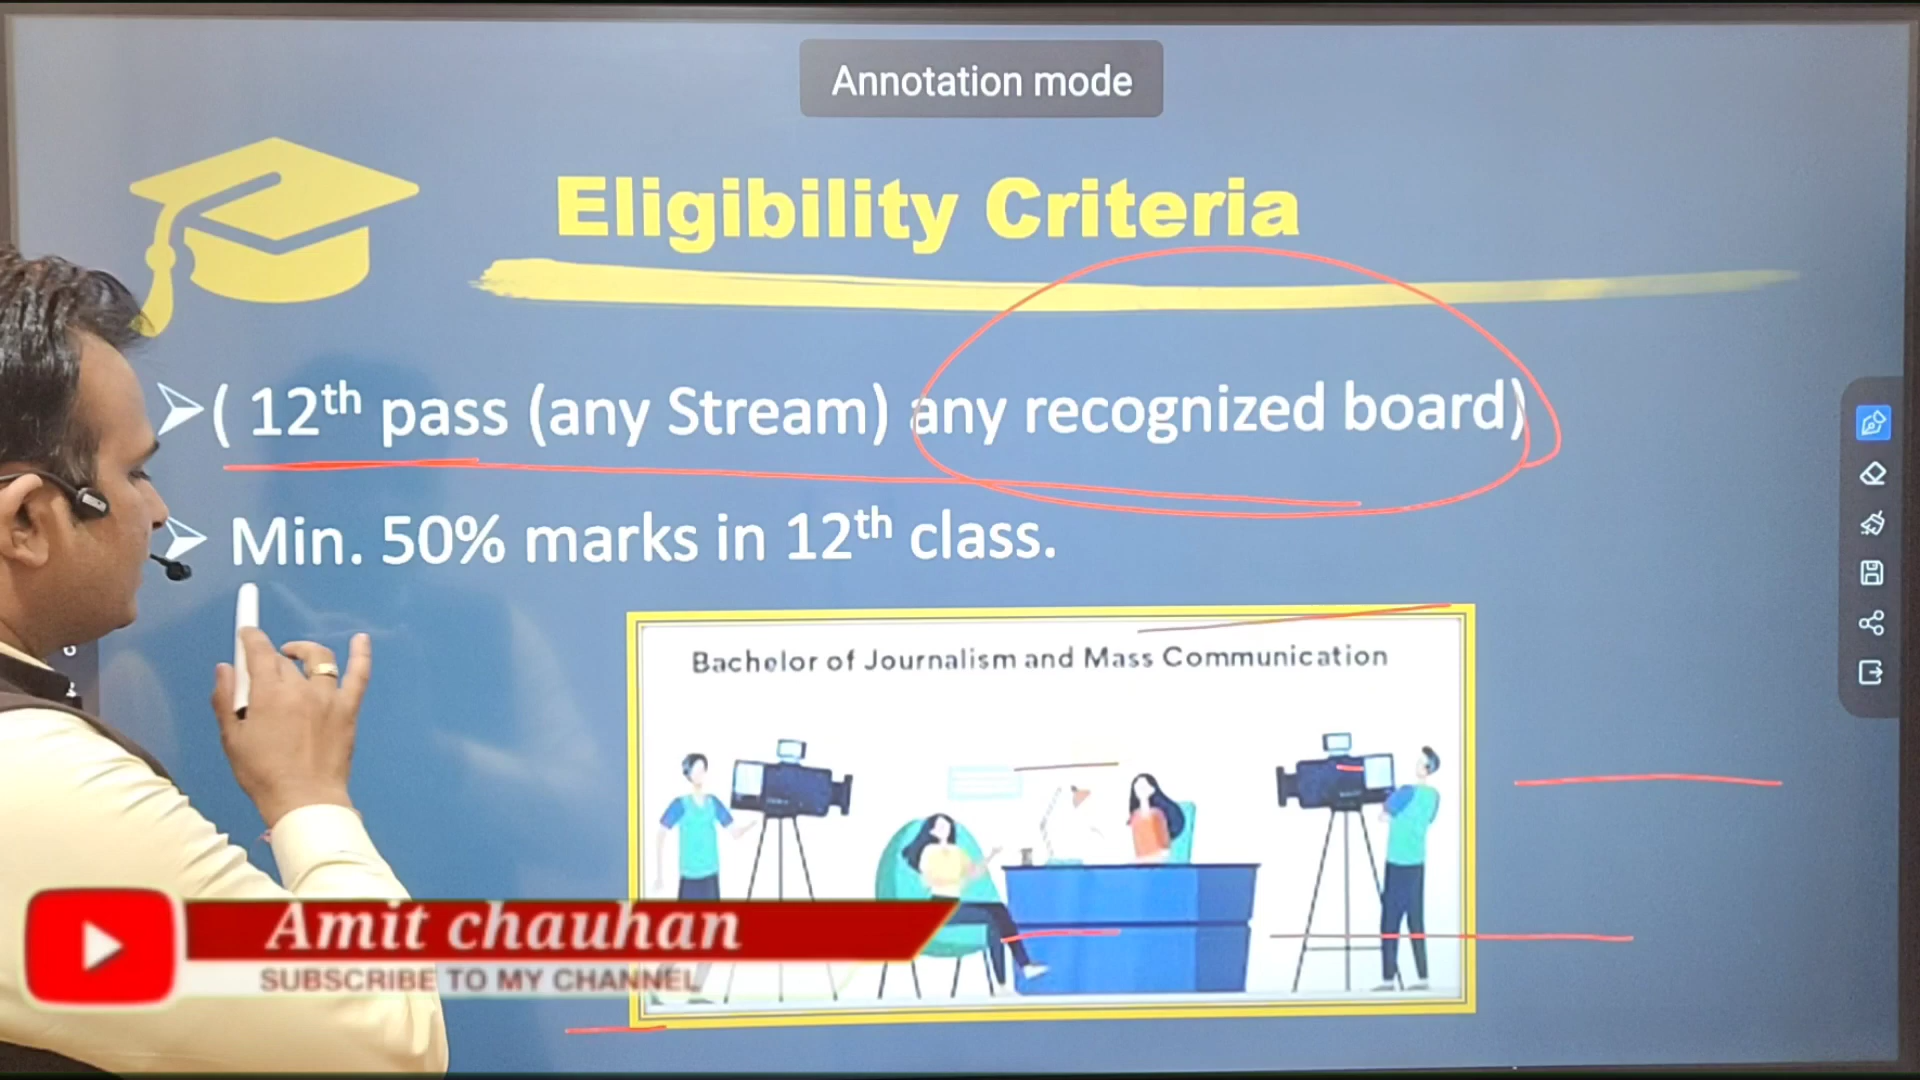 Annotation mode
Eligibility Criteria
( 12th pass (any Stream) any recognized board)
Min. 50% marks in 12th class.
Bachelor of Journalism and Mass Communication
Amit chauhan
SUBSCRIBE TO MY CHANNEL